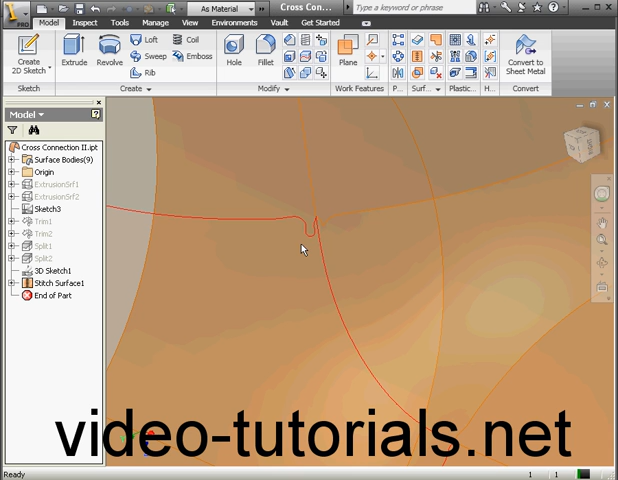 As Material
Cross Con...
Type a keyword or phrase
PRO
Model Inspect Tools Manage View Environments Vault Get Started
Create
2D Sketch
Extrude
Revolve
Loft
Sweep
Rib
Coil
Emboss
Hole
Fillet
Plane
Convert to
Sheet Metal
Sketch Create Modify Work Features P... Surf... Plastic... H... Convert
Model
Cross Connection II.ipt
Surface Bodies(9)
Origin
ExtrusionSrf1
ExtrusionSrf2
Sketch3
Trim1
Trim2
Split1
Split2
3D Sketch1
Stitch Surface1
End of Part
video-tutorials.net
Ready 1 1